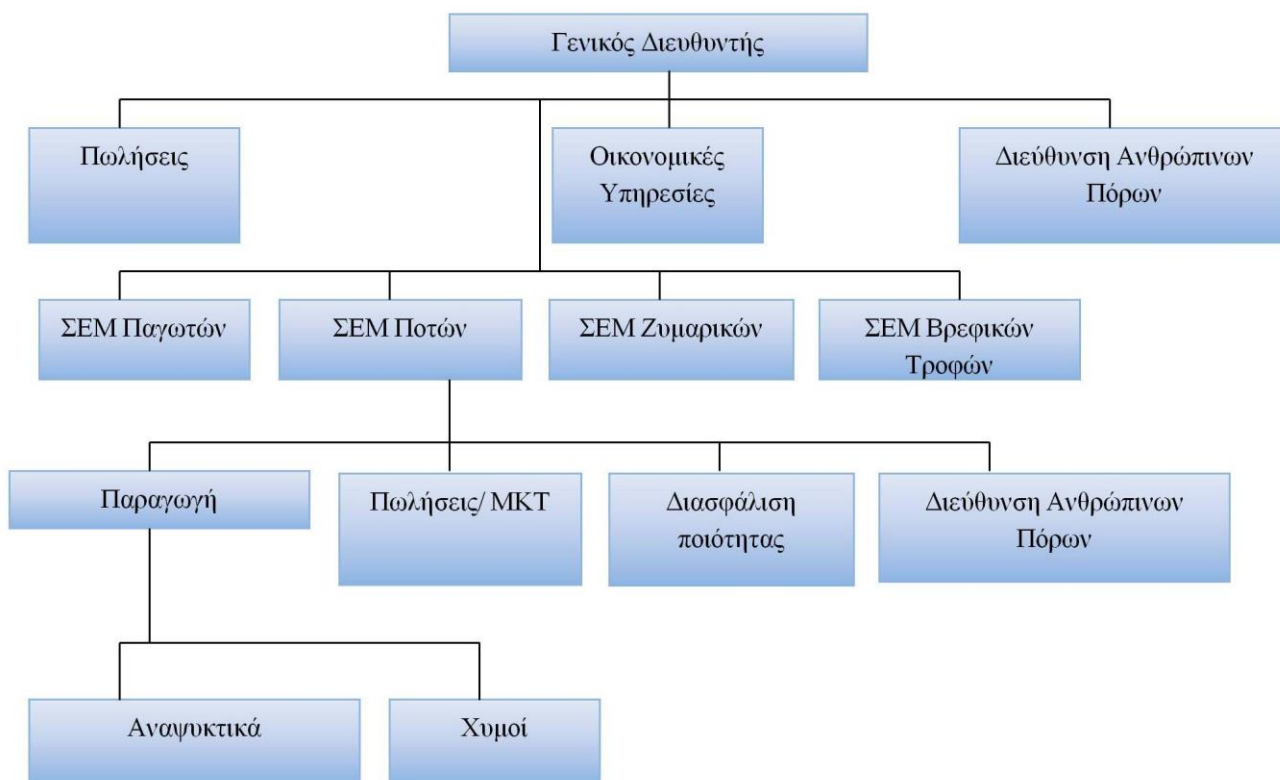 Γενικός Διευθυντής
Πωλήσεις
Οικονομικές
Υπηρεσίες
Διεύθυνση Ανθρώπινων
Πόρων
ΣΕΜ Παγωτών
ΣΕΜ Ποτών
ΣΕΜ Ζυμαρικών
ΣΕΜ Βρεφικών
Τροφών
Παραγωγή
Πωλήσεις/ ΜΚΤ
Διασφάλιση
ποιότητας
Διεύθυνση Ανθρώπινων
Πόρων
Αναψυκτικά
Χυμοί